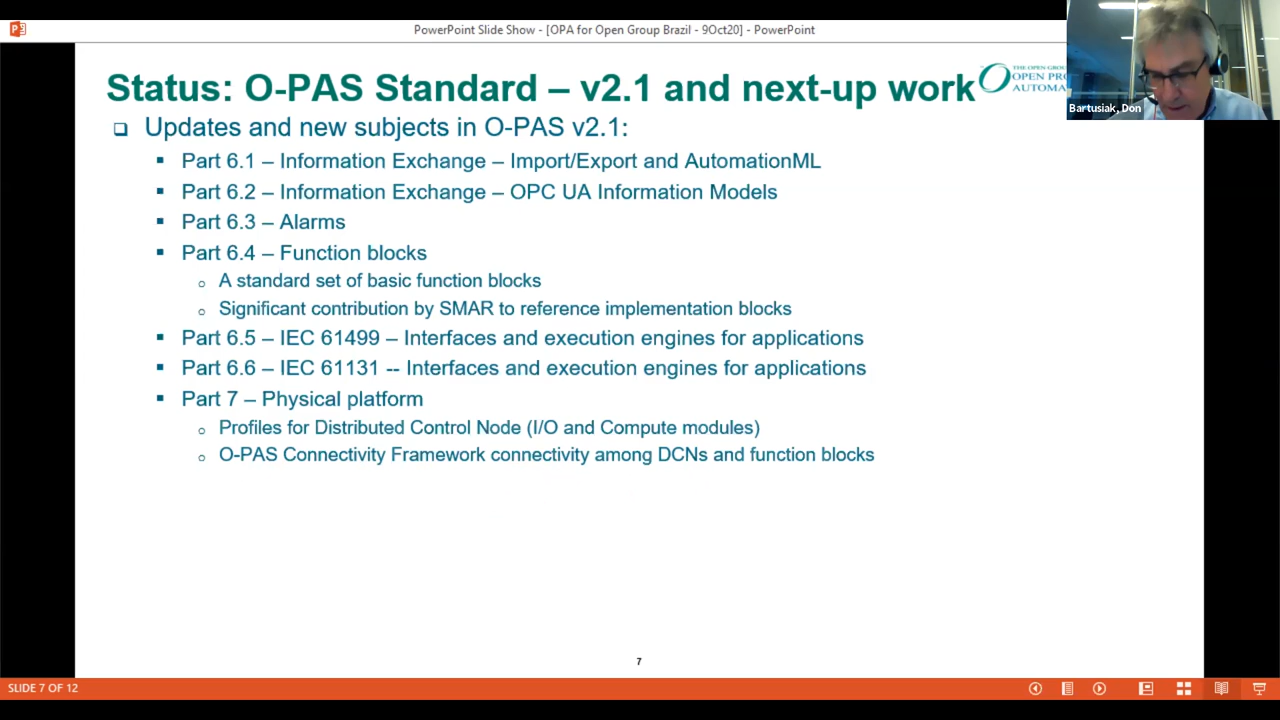 PowerPoint Slide Show - [OPA for Open Group Brazil - 9Oct20] - PowerPoint
Status: O-PAS Standard – v2.1 and next-up work
THE OPEN
OPEN
Bartusiak, Don
❑ Updates and new subjects in O-PAS v2.1:
▪ Part 6.1 – Information Exchange – Import/Export and AutomationML
▪ Part 6.2 – Information Exchange – OPC UA Information Models
▪ Part 6.3 – Alarms
▪ Part 6.4 – Function blocks
o A standard set of basic function blocks
o Significant contribution by SMAR to reference implementation blocks
▪ Part 6.5 – IEC 61499 – Interfaces and execution engines for applications
▪ Part 6.6 – IEC 61131 -- Interfaces and execution engines for applications
▪ Part 7 – Physical platform
o Profiles for Distributed Control Node (I/O and Compute modules)
o O-PAS Connectivity Framework connectivity among DCNs and function blocks
7
SLIDE 7 OF 12